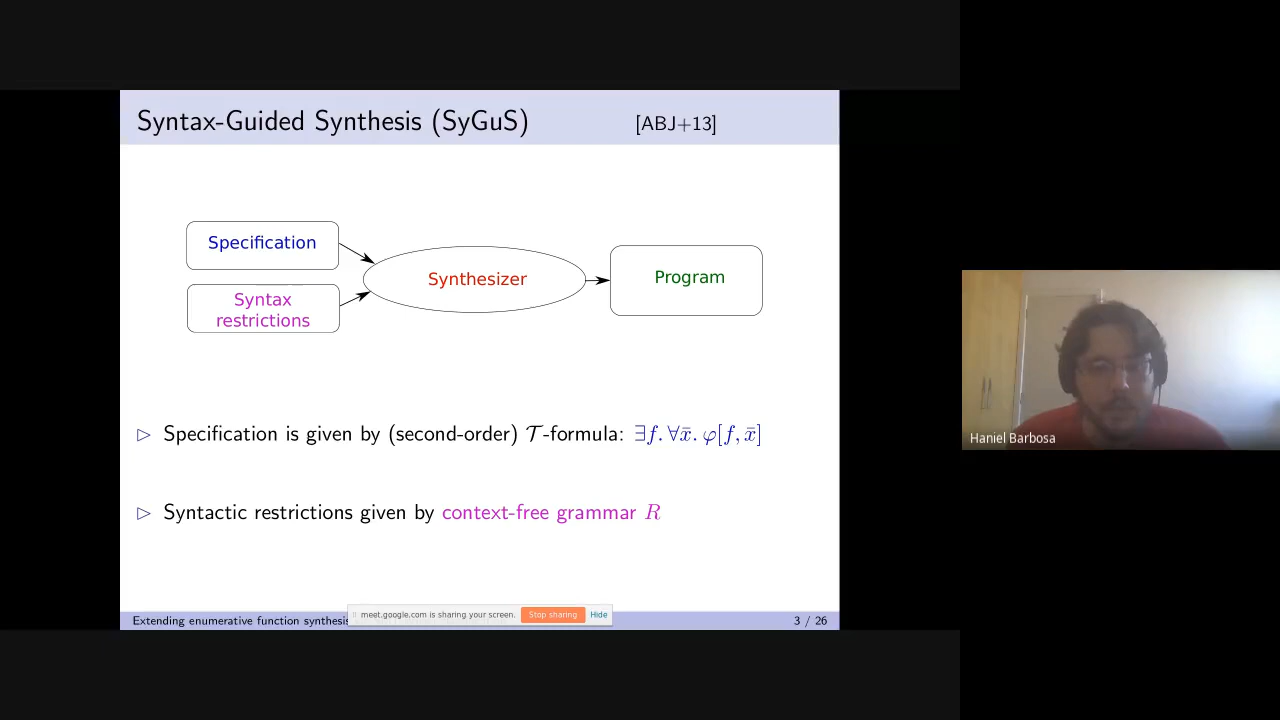 Syntax-Guided Synthesis (SyGuS) [ABJ+13]
Specification
Syntax
restrictions
Synthesizer
Program
▷ Specification is given by (second-order) 𝒯-formula: ∃f. ∀x̄. φ[f, x̄]
▷ Syntactic restrictions given by context-free grammar R
Haniel Barbosa
meet.google.com is sharing your screen. Stop sharing Hide
Extending enumerative function synthesis 3 / 26